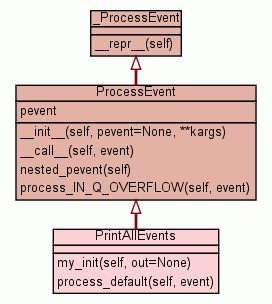 _ProcessEvent
__repr__(self)
ProcessEvent
pevent
__init__(self, pevent=None, **kargs)
__call__(self, event)
nested_pevent(self)
process_IN_Q_OVERFLOW(self, event)
PrintAllEvents
my_init(self, out=None)
process_default(self, event)